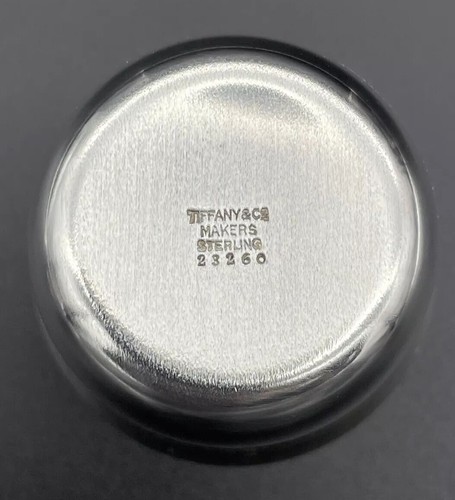 TIFFANY & Co
MAKERS
STERLING
23260